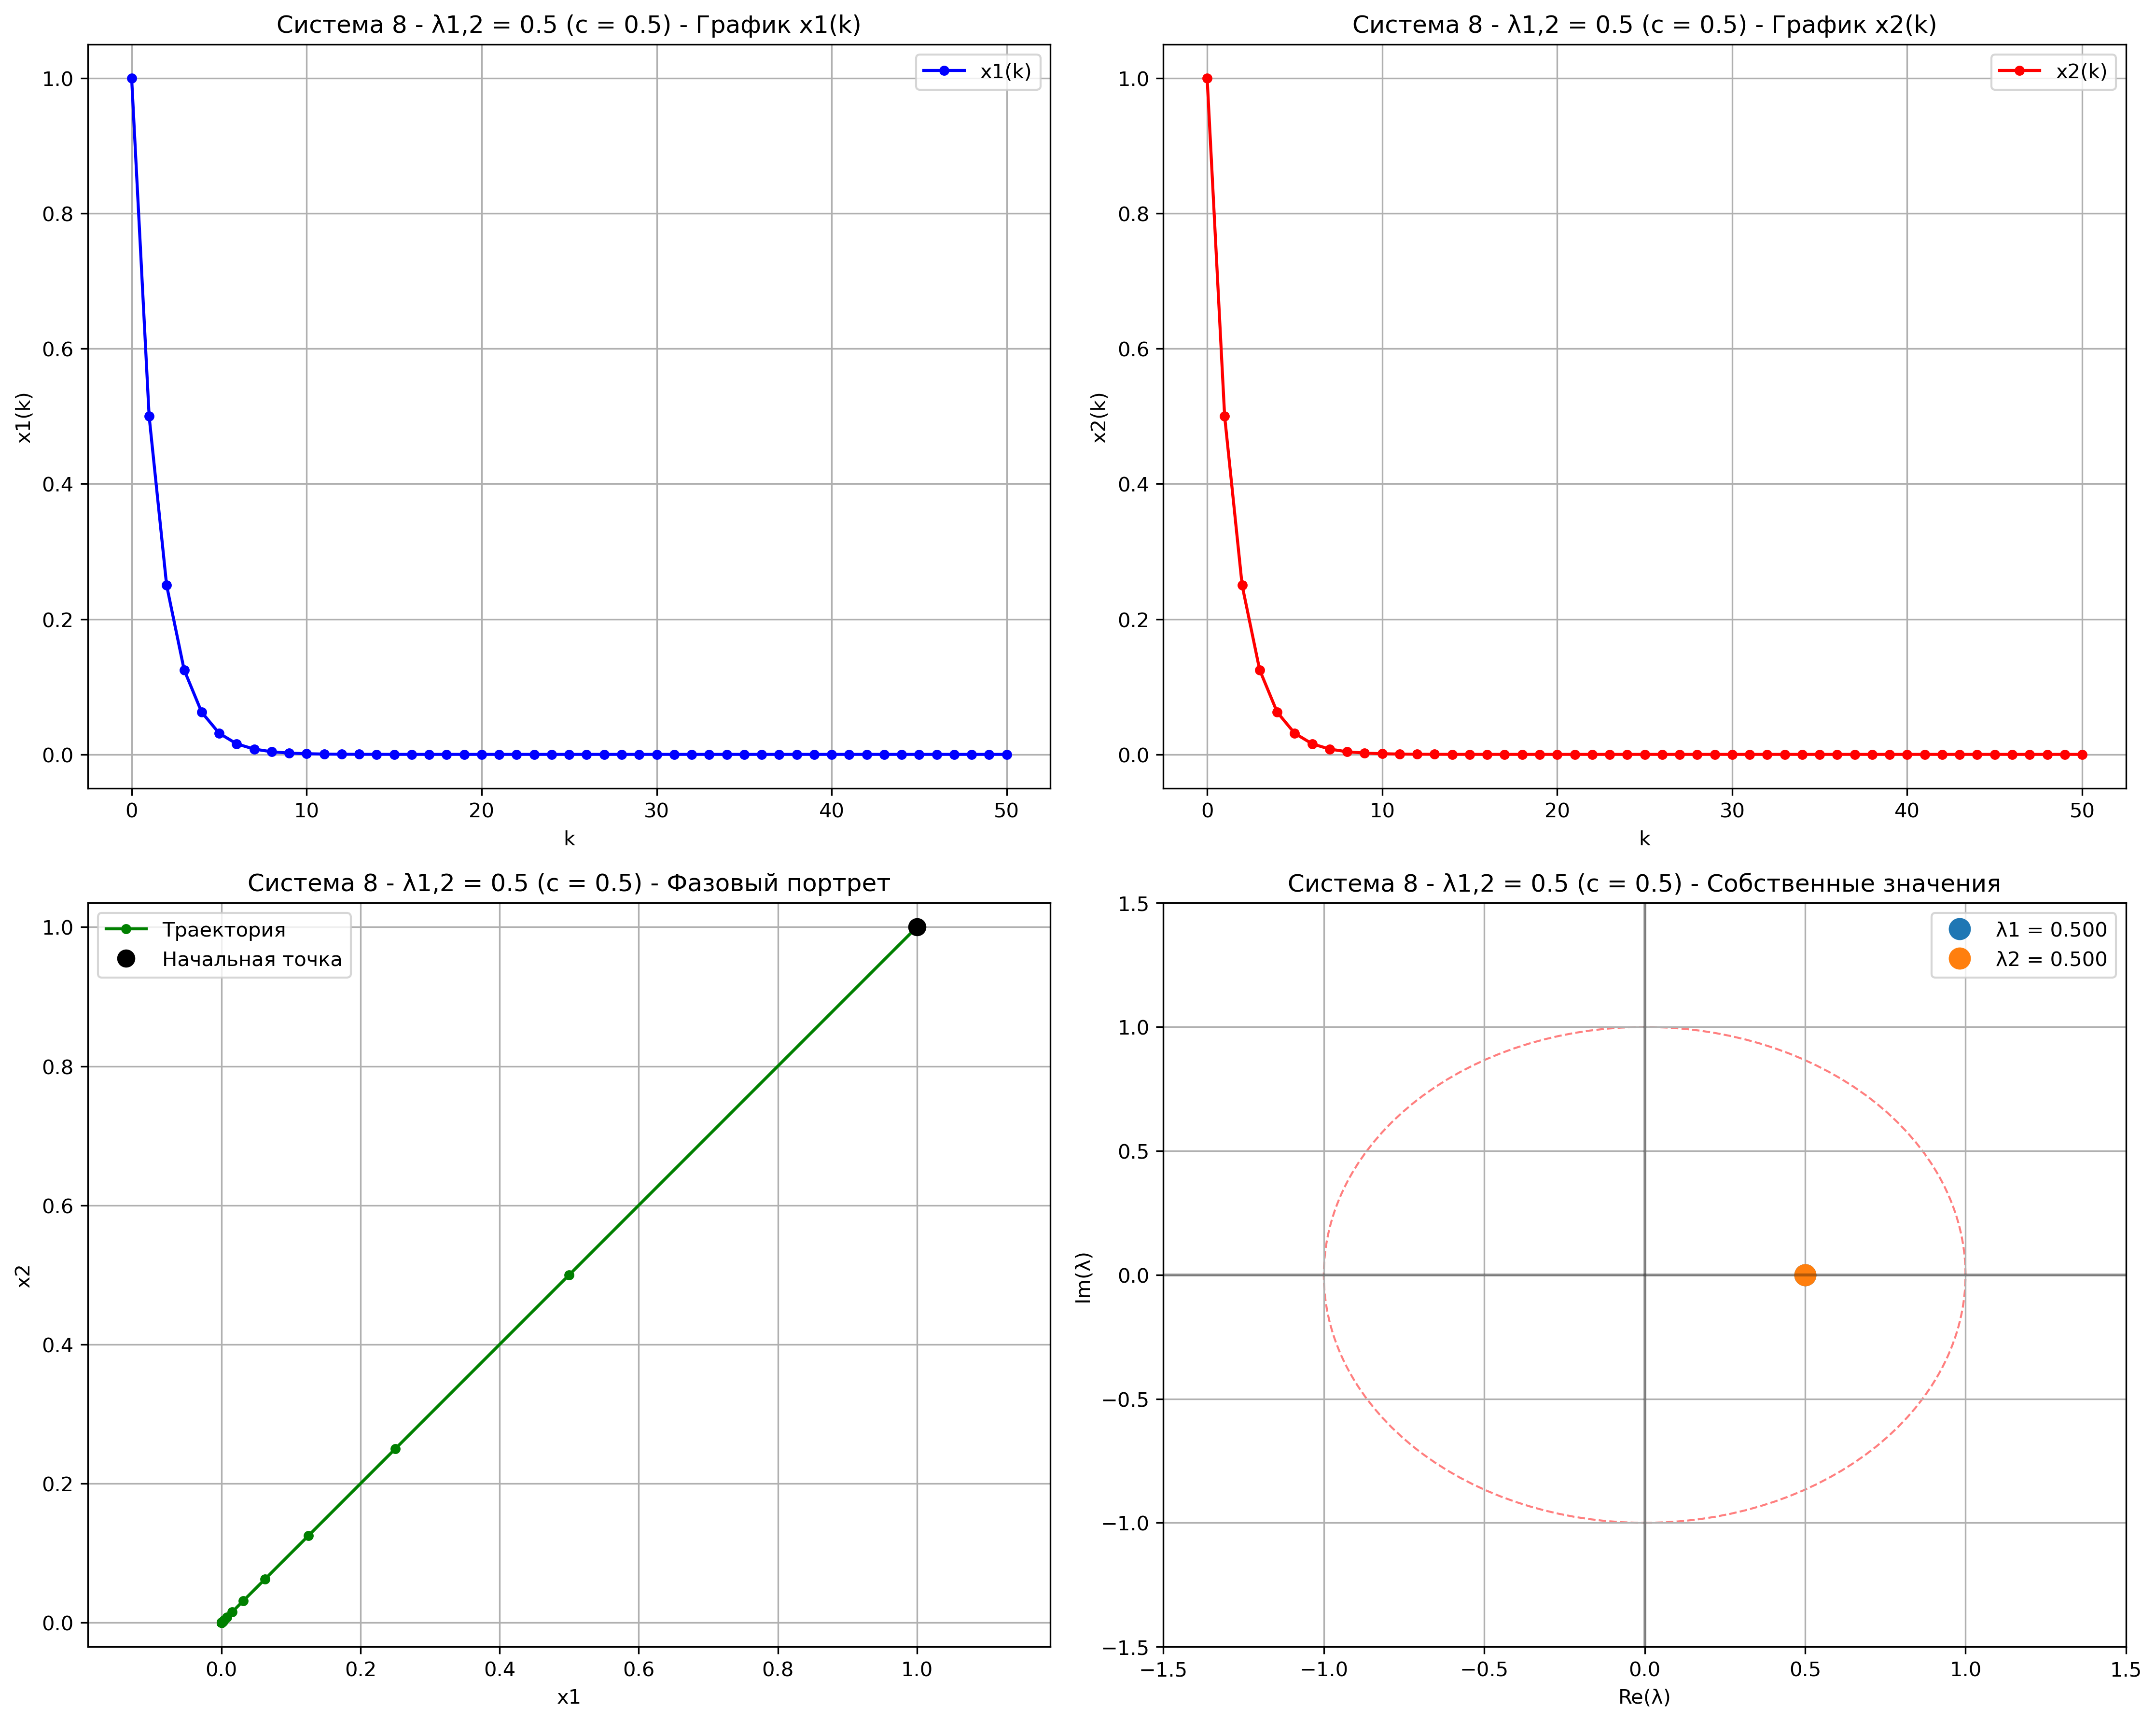 Система 8 - λ1,2 = 0.5 (c = 0.5) - График x1(k)
x1(k)
1.0
0.8
0.6
0.4
0.2
0.0
x1(k)
0 10 20 30 40 50
k
Система 8 - λ1,2 = 0.5 (c = 0.5) - График x2(k)
x2(k)
1.0
0.8
0.6
0.4
0.2
0.0
x2(k)
0 10 20 30 40 50
k
Система 8 - λ1,2 = 0.5 (c = 0.5) - Фазовый портрет
Траектория
Начальная точка
1.0
0.8
0.6
0.4
0.2
0.0
x2
0.0 0.2 0.4 0.6 0.8 1.0
x1
Система 8 - λ1,2 = 0.5 (c = 0.5) - Собственные значения
λ1 = 0.500
λ2 = 0.500
1.5
1.0
0.5
0.0
−0.5
−1.0
−1.5
Im(λ)
−1.5 −1.0 −0.5 0.0 0.5 1.0 1.5
Re(λ)